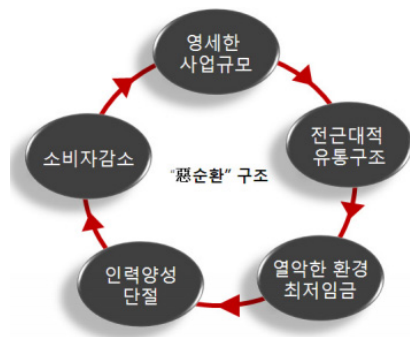 영세한
사업규모
전근대적
유통구조
소비자감소
"惡순환" 구조
인력양성
단절
열악한 환경
최저임금